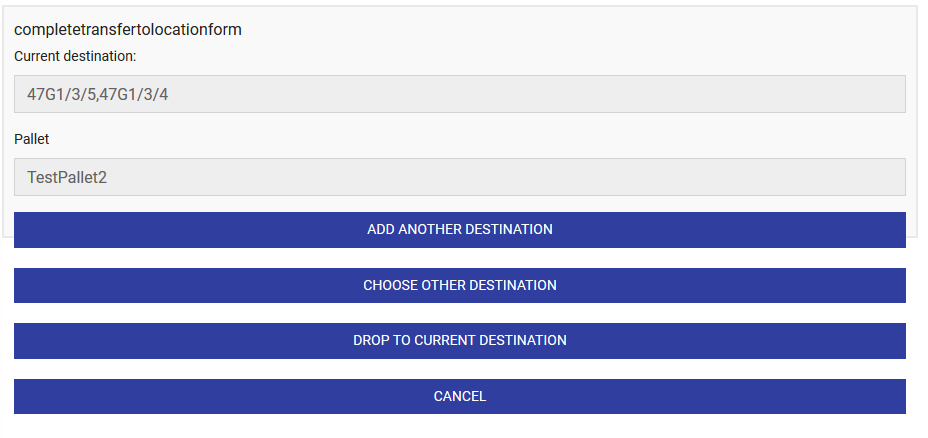 completetransfertolocationform
Current destination:
47G1/3/5,47G1/3/4
Pallet
TestPallet2
ADD ANOTHER DESTINATION
CHOOSE OTHER DESTINATION
DROP TO CURRENT DESTINATION
CANCEL